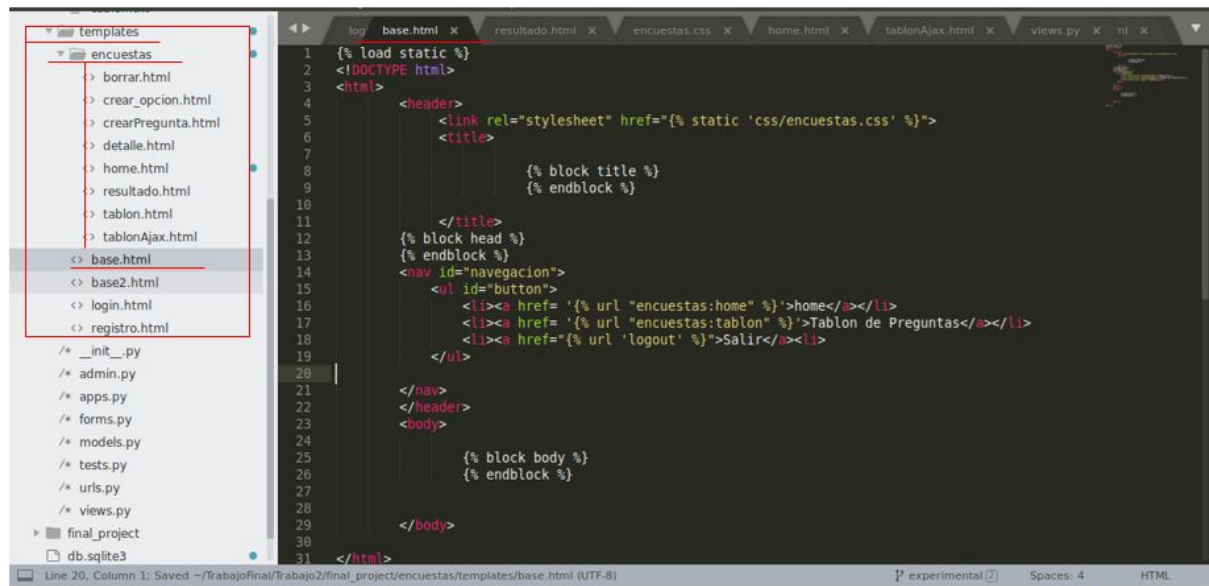 templates
encuestas
borrar.html
crear_opcion.html
crearPregunta.html
detalle.html
home.html
resultado.html
tablon.html
tablonAjax.html
base.html
base2.html
login.html
registro.html
__init__.py
admin.py
apps.py
forms.py
models.py
tests.py
urls.py
views.py
final_project
db.sqlite3
log base.html × resultado.html × encuestas.css × home.html × tablonAjax.html × views.py × nl ×
1 {% load static %}
2 <!DOCTYPE html>
3 <html>
4 <header>
5 <link rel="stylesheet" href="{% static 'css/encuestas.css' %}">
6 <title>
7
8 {% block title %}
9 {% endblock %}
10
11 </title>
12 {% block head %}
13 {% endblock %}
14 <nav id="navegacion">
15 <ul id="button">
16 <li><a href= '{% url "encuestas:home" %}'>home</a></li>
17 <li><a href= '{% url "encuestas:tablon" %}'>Tablon de Preguntas</a></li>
18 <li><a href="{% url 'logout' %}">Salir</a><li>
19 </ul>
20
21 </nav>
22 </header>
23 <body>
24
25 {% block body %}
26 {% endblock %}
27
28
29 </body>
30
31 </html>
Line 20, Column 1; Saved ~/TrabajoFinal/Trabajo2/final_project/encuestas/templates/base.html (UTF-8) experimental 2 Spaces: 4 HTML